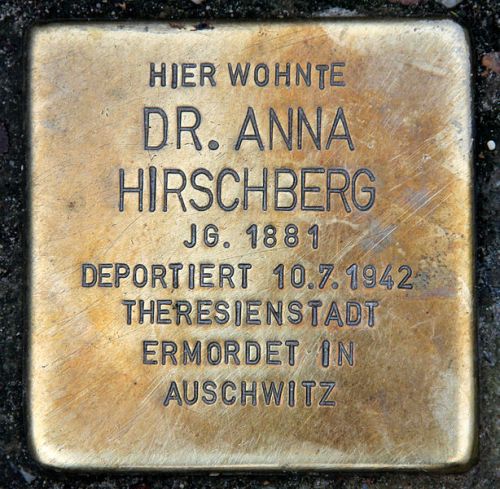 HIER WOHNTE
DR. ANNA
HIRSCHBERG
JG. 1881
DEPORTIERT 10.7.1942
THERESIENSTADT
ERMORDET IN
AUSCHWITZ